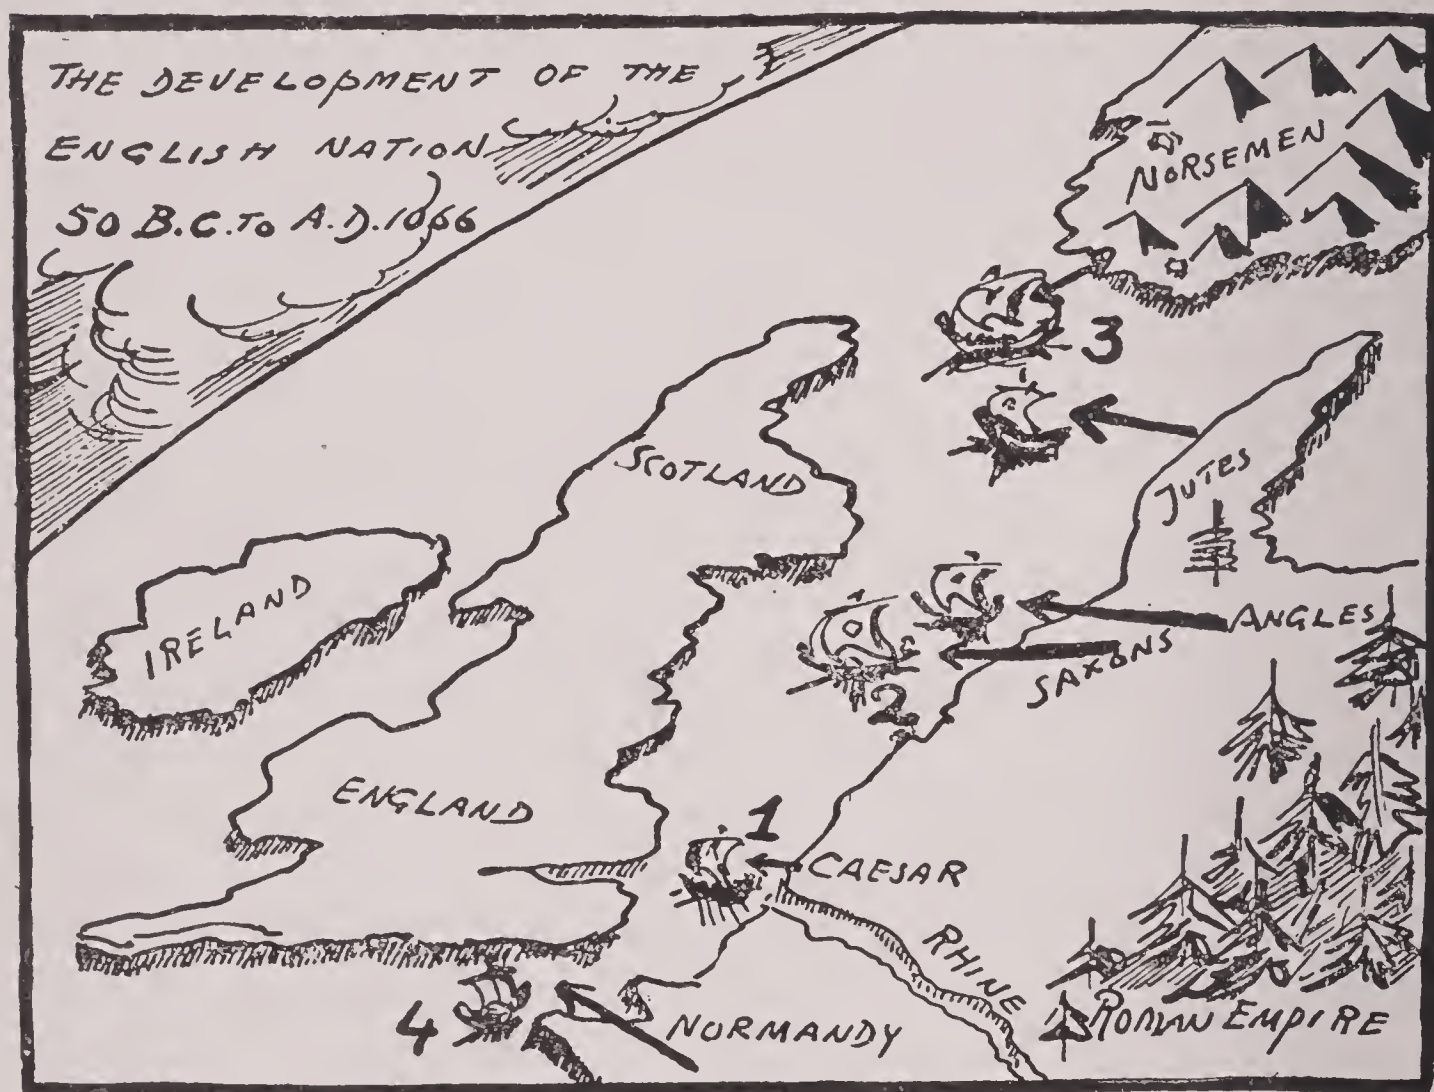 THE DEVELOPMENT OF THE
ENGLISH NATION
50 B.C. TO A.D. 1066
NORSEMEN
3
SCOTLAND
JUTES
IRELAND
ANGLES
SAXONS
2
ENGLAND
1
CAESAR
RHINE
4
NORMANDY
ROMAN EMPIRE